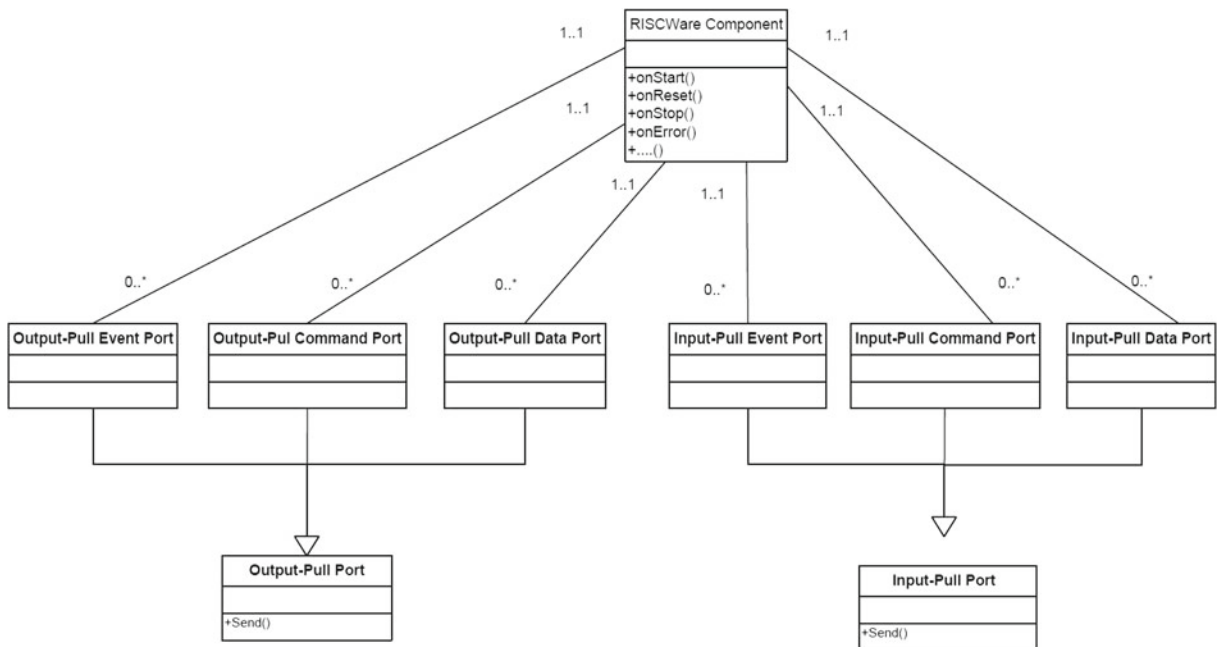 RISCWare Component
1..1
1..1
+onStart()
+onReset()
+onStop()
+onError()
+....()
1..1
1..1
1..1
1..1
0..*
0..*
0..*
0..*
0..*
0..*
Output-Pull Event Port
Output-Pul Command Port
Output-Pull Data Port
Input-Pull Event Port
Input-Pull Command Port
Input-Pull Data Port
Output-Pull Port
+Send()
Input-Pull Port
+Send()